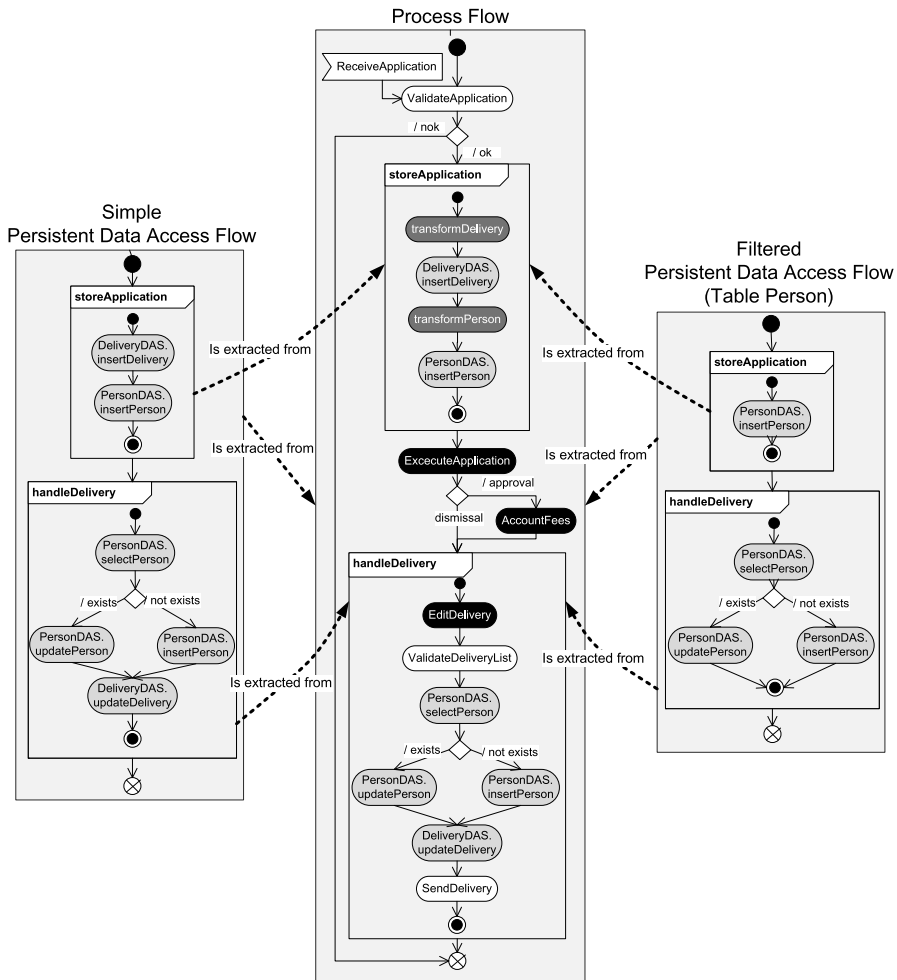 Process Flow
ReceiveApplication
ValidateApplication
/ nok
/ ok
storeApplication
transformDelivery
DeliveryDAS.
insertDelivery
transformPerson
PersonDAS.
insertPerson
ExcecuteApplication
/ approval
dismissal
AccountFees
handleDelivery
EditDelivery
ValidateDeliveryList
PersonDAS.
selectPerson
/ exists
/ not exists
PersonDAS.
updatePerson
PersonDAS.
insertPerson
DeliveryDAS.
updateDelivery
SendDelivery
Simple
Persistent Data Access Flow
storeApplication
DeliveryDAS.
insertDelivery
PersonDAS.
insertPerson
handleDelivery
PersonDAS.
selectPerson
/ exists
/ not exists
PersonDAS.
updatePerson
PersonDAS.
insertPerson
DeliveryDAS.
updateDelivery
Is extracted from
Is extracted from
Is extracted from
Filtered
Persistent Data Access Flow
(Table Person)
storeApplication
PersonDAS.
insertPerson
handleDelivery
PersonDAS.
selectPerson
/ exists
/ not exists
PersonDAS.
updatePerson
PersonDAS.
insertPerson
Is extracted from
Is extracted from
Is extracted from